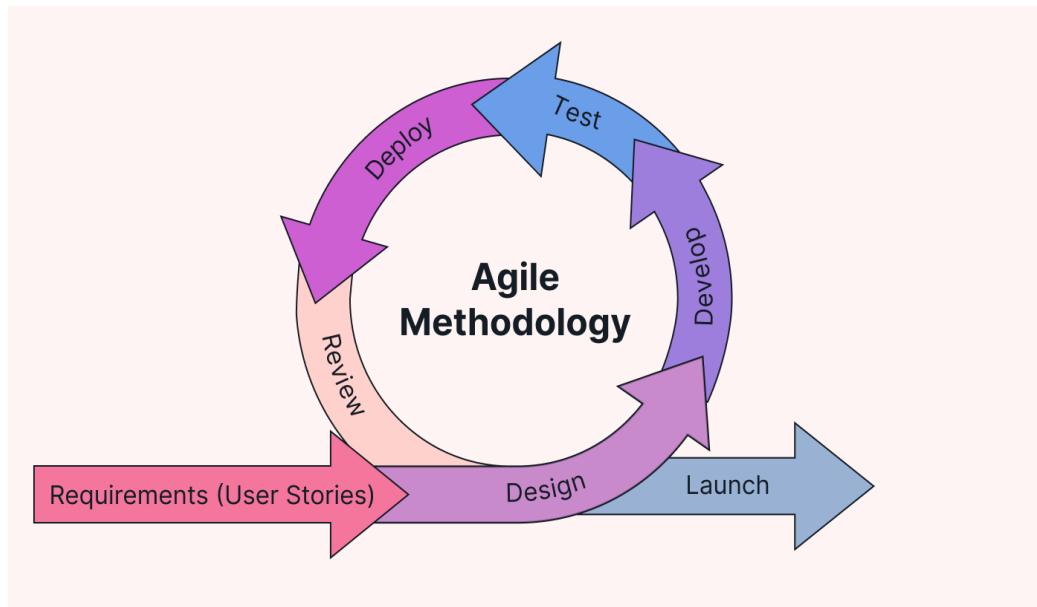 Agile
Methodology
Requirements (User Stories)
Design
Develop
Test
Deploy
Review
Launch